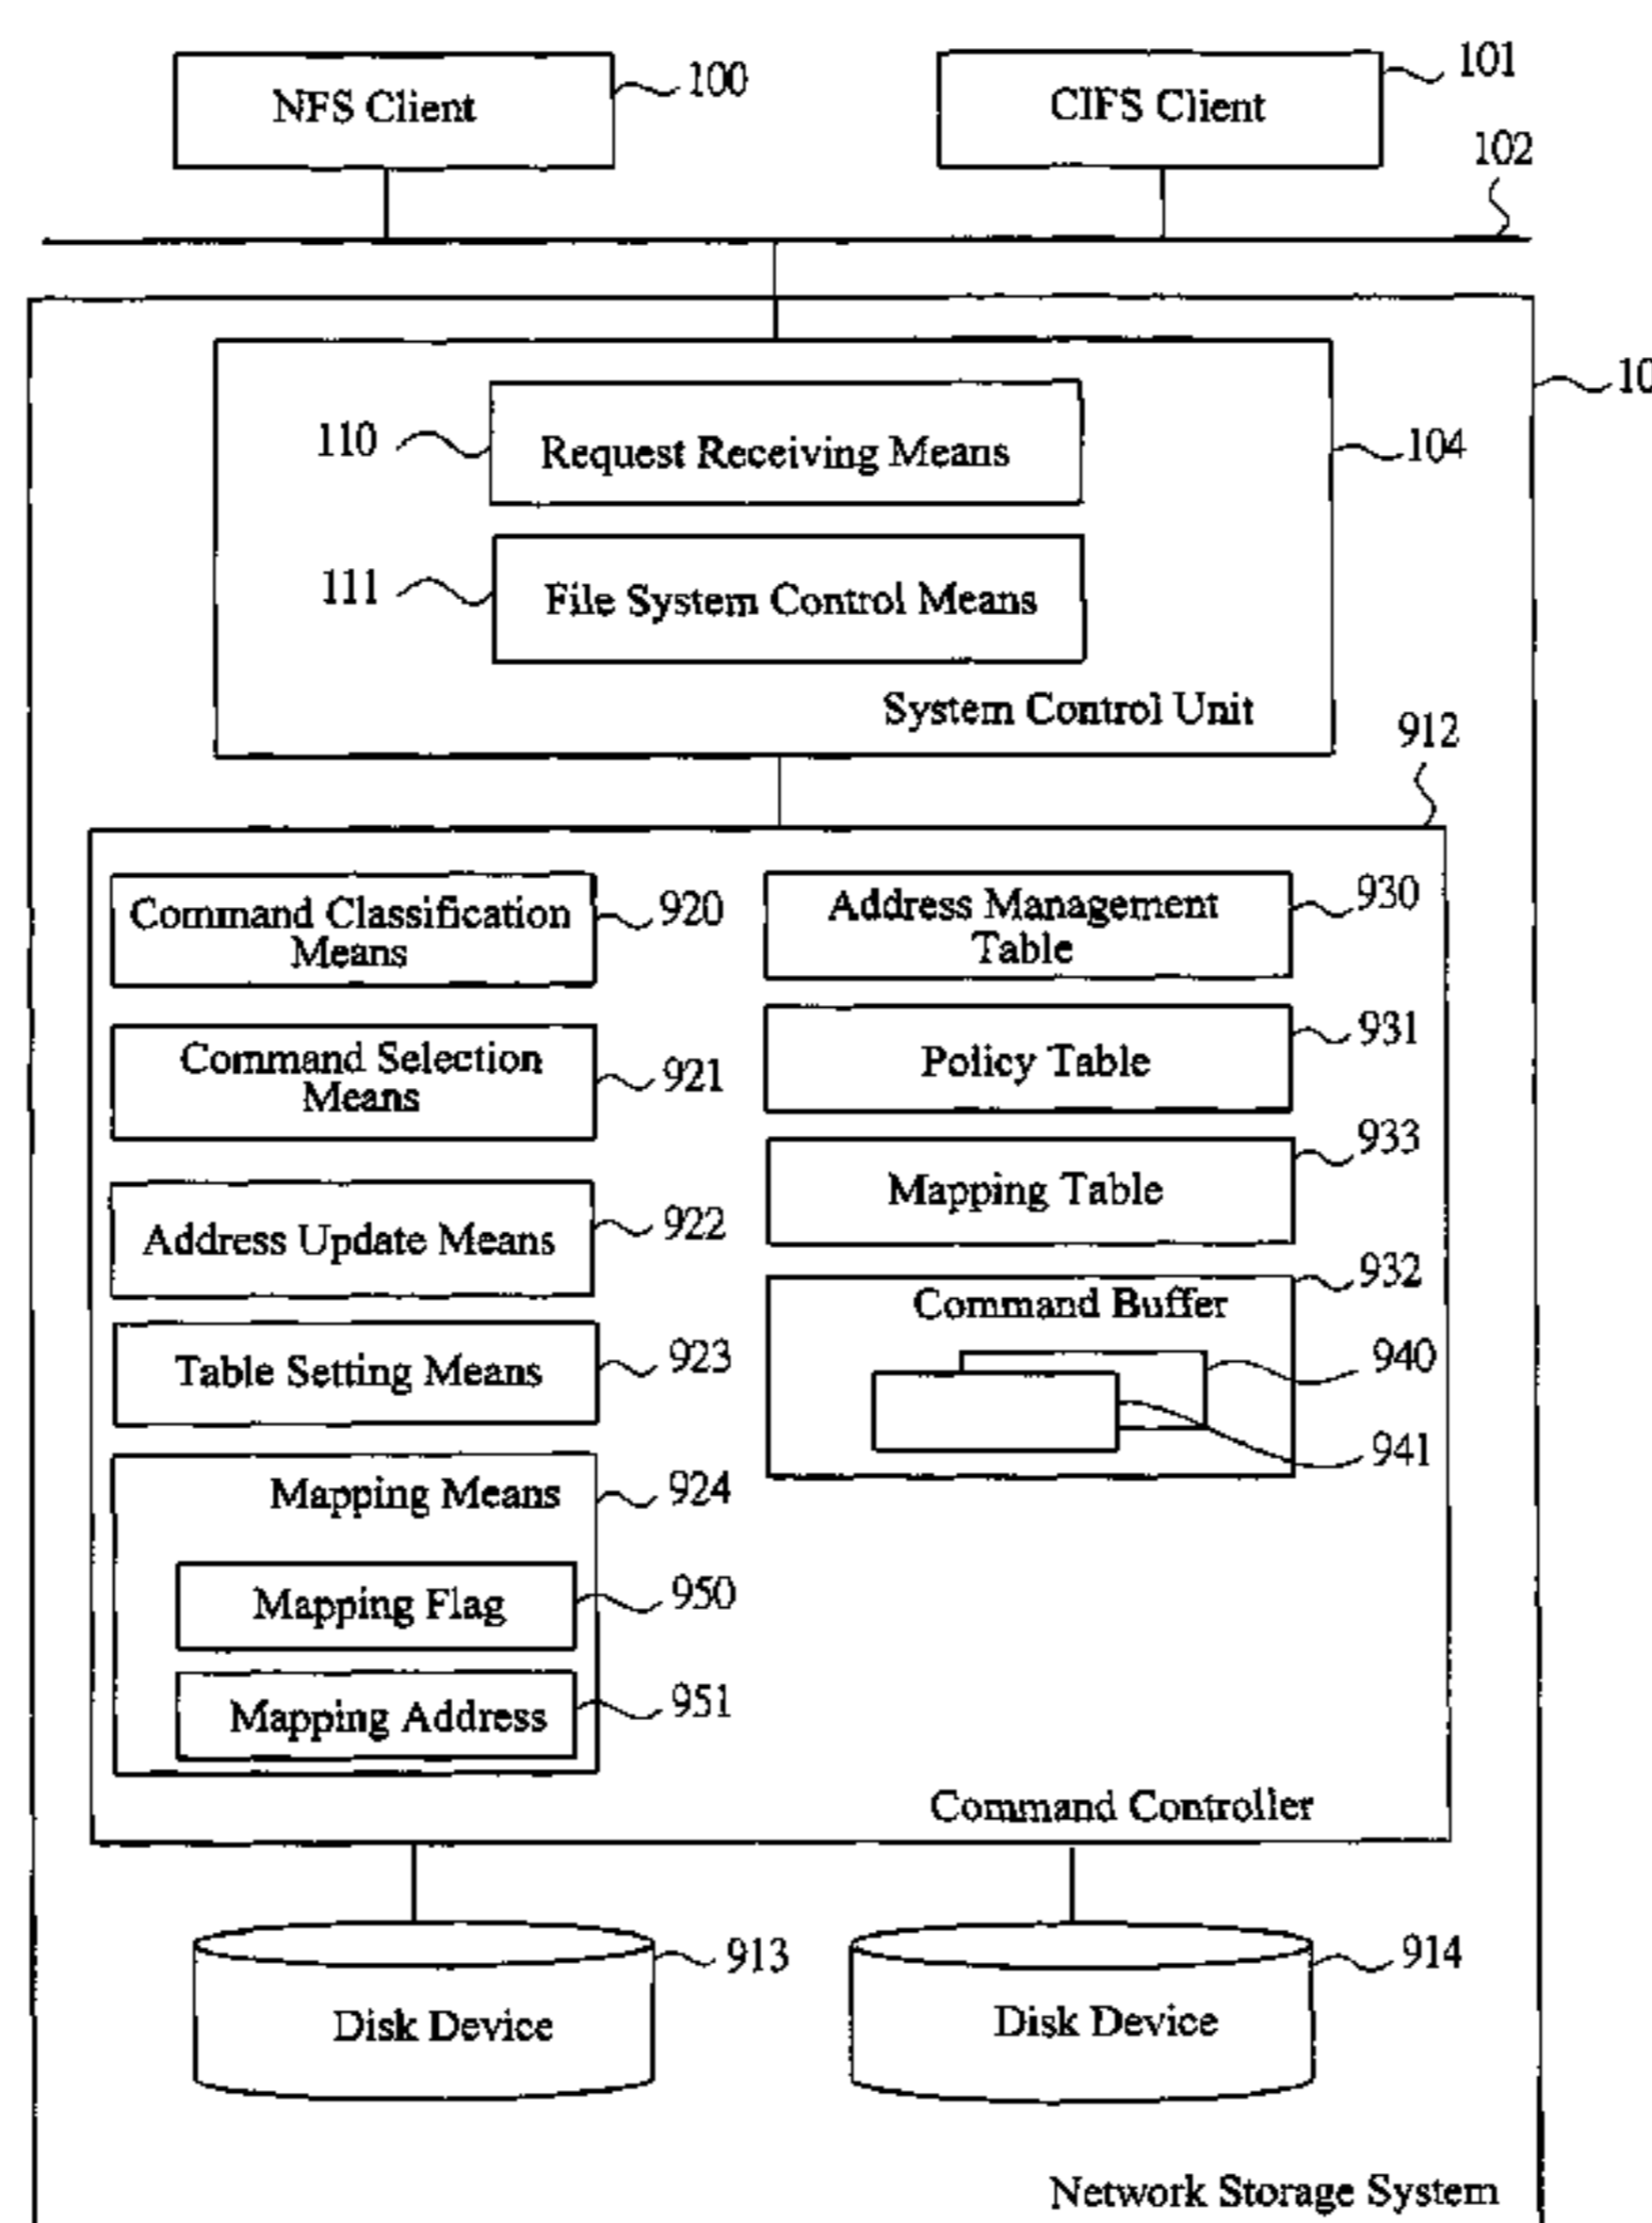 NFS Client
100
CIFS Client
101
102
10
110
Request Receiving Means
104
111
File System Control Means
System Control Unit
912
Command Classification
Means
920
Address Management
Table
930
Command Selection
Means
921
Policy Table
931
Address Update Means
922
Mapping Table
933
Table Setting Means
923
Command Buffer
932
940
941
Mapping Means
924
Mapping Flag
950
Mapping Address
951
Command Controller
Disk Device
913
Disk Device
914
Network Storage System